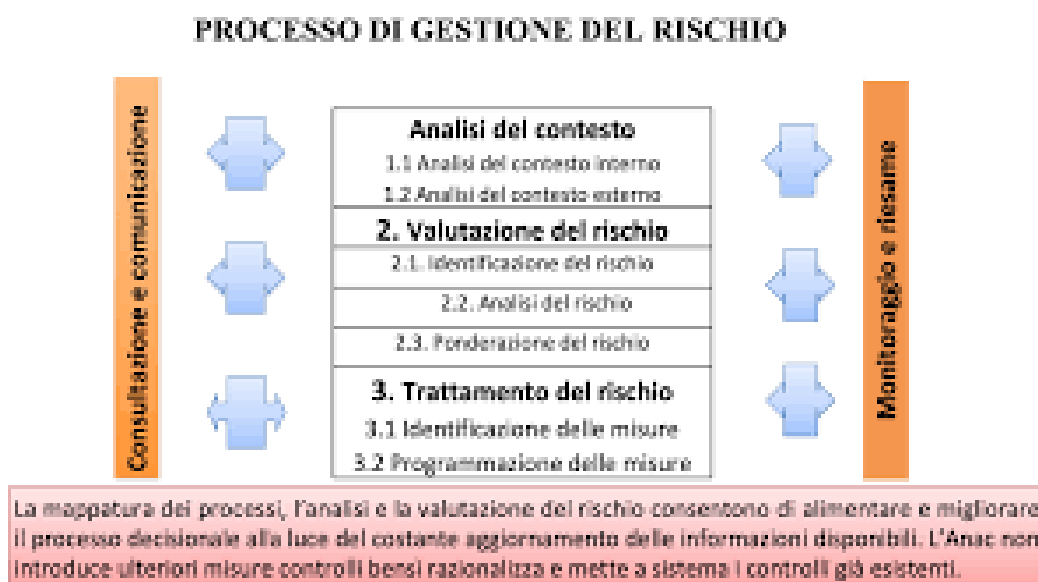 PROCESSO DI GESTIONE DEL RISCHIO
Consultazione e comunicazione
Analisi del contesto
1.1 Analisi del contesto interno
1.2 Analisi del contesto esterno
2. Valutazione del rischio
2.1. Identificazione del rischio
2.2. Analisi del rischio
2.3. Ponderazione del rischio
3. Trattamento del rischio
3.1 Identificazione delle misure
3.2 Programmazione delle misure
Monitoraggio e riesame
La mappatura dei processi, l'analisi e la valutazione del rischio consentono di alimentare e migliorare
il processo decisionale alla luce del costante aggiornamento delle informazioni disponibili. L'Anac non
introduce ulteriori misure controlli bensì razionalizza e mette a sistema i controlli già esistenti.